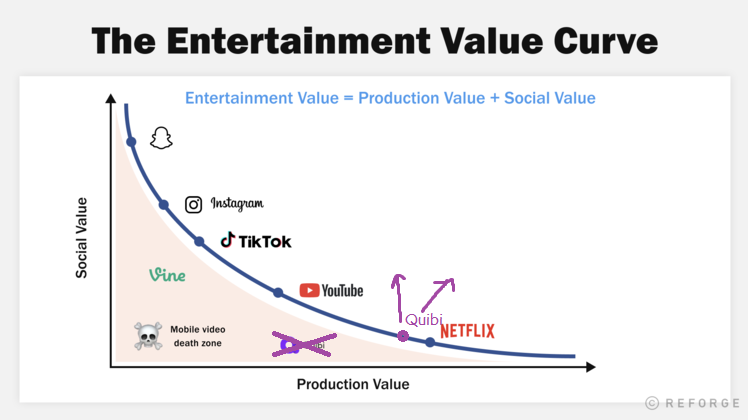 The Entertainment Value Curve
Entertainment Value = Production Value + Social Value
Social Value
Instagram
TikTok
Vine
YouTube
Quibi
NETFLIX
Mobile video
death zone
Production Value
© REFORGE